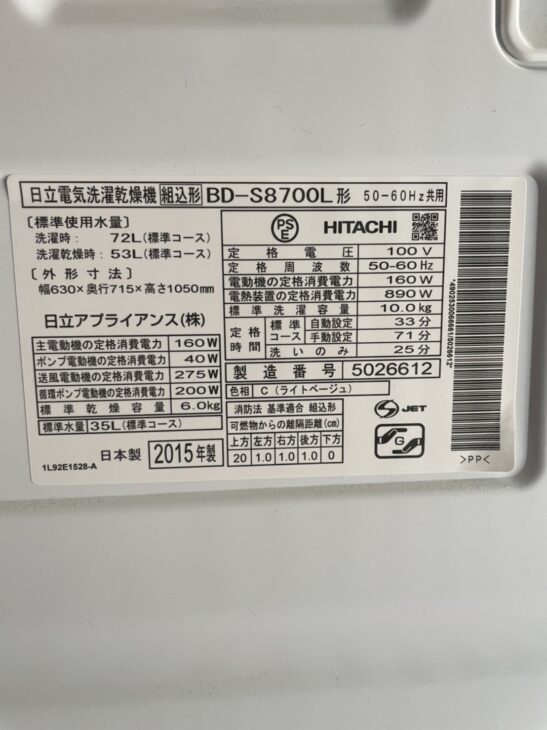 日立電気洗濯乾燥機 組込形 BD-S8700L形 50-60Hz共用
〔標準使用水量〕
洗濯時: 72L(標準コース)
洗濯乾燥時: 53L(標準コース)
〔外形寸法〕
幅630×奥行715×高さ1050mm
日立アプライアンス(株)
主電動機の定格消費電力 160W
ポンプ電動機の定格消費電力 40W
送風電動機の定格消費電力 275W
循環ポンプ電動機の定格消費電力 200W
標準乾燥容量 6.0kg
標準水量 35L(標準コース)
日本製 2015年製
1L92E1528-A
PSE HITACHI
定格電圧 100V
定格周波数 50-60Hz
電動機の定格消費電力 160W
電熱装置の定格消費電力 890W
標準洗濯容量 10.0kg
定格時間 標準コース 自動設定 33分
手動設定 71分
洗いのみ 25分
製造番号 5026612
色相 C(ライトベージュ)
消防法 基準適合 組込形
可燃物からの離隔距離(cm)
上方 左方 右方 後方 下方
20 1.0 1.0 1.0 0
S JET
G
>PP<